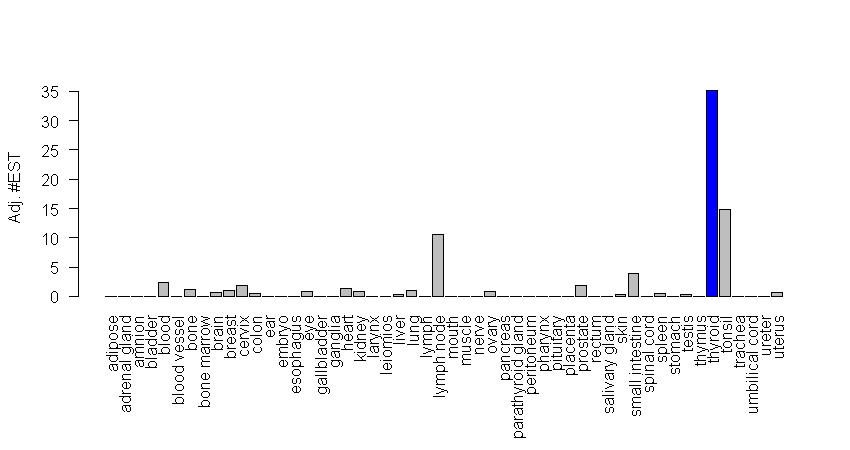 Adj. #EST
35
30
25
20
15
10
5
0
adipose
adrenal gland
amnion
bladder
blood
blood vessel
bone
bone marrow
brain
breast
cervix
colon
ear
embryo
esophagus
eye
gallbladder
ganglia
heart
kidney
larynx
leiomios
liver
lung
lymph
lymph node
mouth
muscle
nerve
ovary
pancreas
parathyroid gland
peritoneum
pharynx
pituitary
placenta
prostate
rectum
salivary gland
skin
small intestine
spinal cord
spleen
stomach
testis
thymus
thyroid
tonsil
trachea
umbilical cord
ureter
uterus